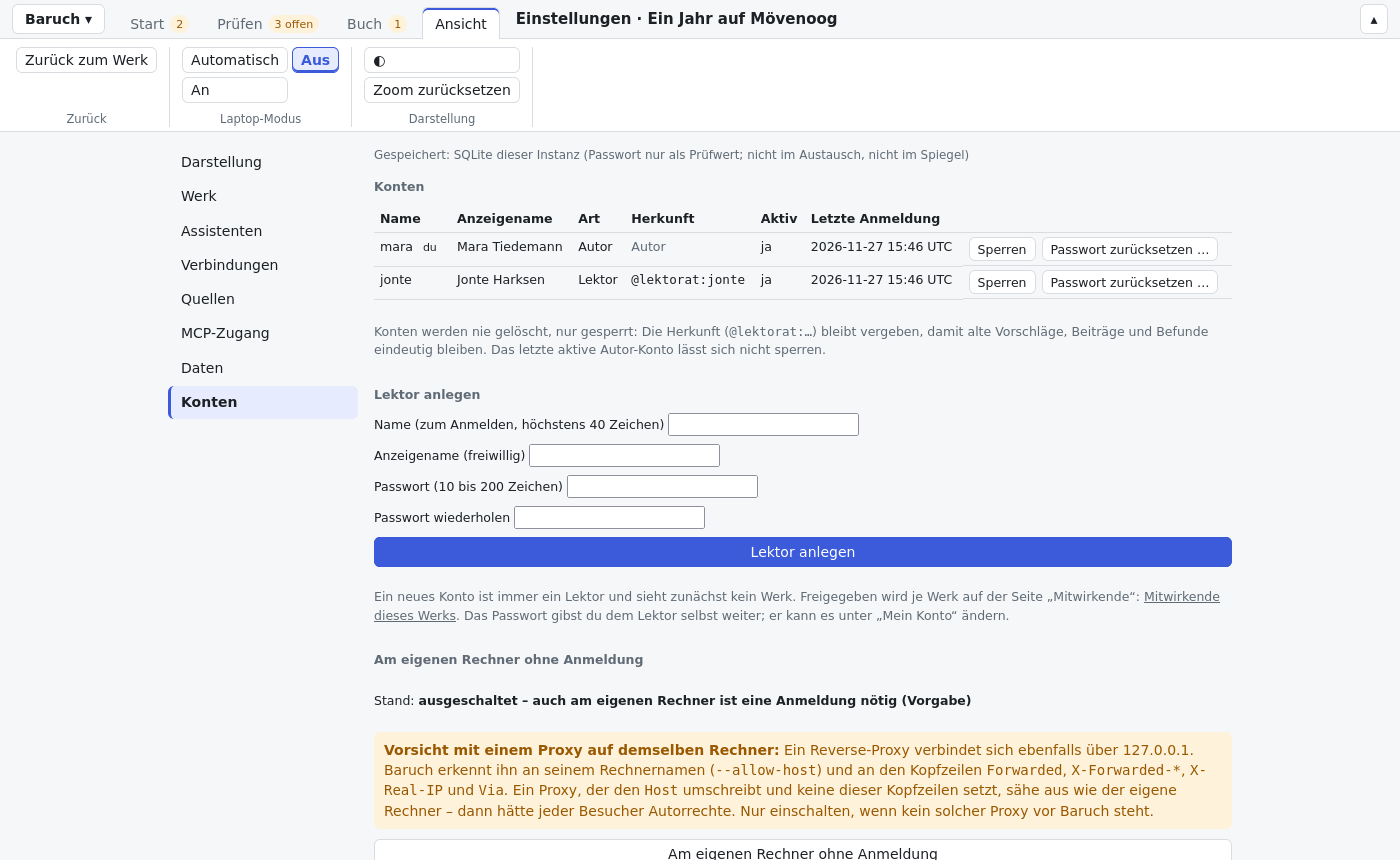 Baruch ▾ Start 2 Prüfen 3 offen Buch 1 Ansicht Einstellungen · Ein Jahr auf Mövenoog ▴
Zurück zum Werk Automatisch Aus ◐
An Zoom zurücksetzen
Zurück Laptop-Modus Darstellung
Darstellung
Werk
Assistenten
Verbindungen
Quellen
MCP-Zugang
Daten
Konten
Gespeichert: SQLite dieser Instanz (Passwort nur als Prüfwert; nicht im Austausch, nicht im Spiegel)
Konten
Name Anzeigename Art Herkunft Aktiv Letzte Anmeldung
mara du Mara Tiedemann Autor Autor ja 2026-11-27 15:46 UTC Sperren Passwort zurücksetzen …
jonte Jonte Harksen Lektor @lektorat:jonte ja 2026-11-27 15:46 UTC Sperren Passwort zurücksetzen …
Konten werden nie gelöscht, nur gesperrt: Die Herkunft (@lektorat:…) bleibt vergeben, damit alte Vorschläge, Beiträge und Befunde
eindeutig bleiben. Das letzte aktive Autor-Konto lässt sich nicht sperren.
Lektor anlegen
Name (zum Anmelden, höchstens 40 Zeichen)
Anzeigename (freiwillig)
Passwort (10 bis 200 Zeichen)
Passwort wiederholen
Lektor anlegen
Ein neues Konto ist immer ein Lektor und sieht zunächst kein Werk. Freigegeben wird je Werk auf der Seite „Mitwirkende“: Mitwirkende
dieses Werks. Das Passwort gibst du dem Lektor selbst weiter; er kann es unter „Mein Konto“ ändern.
Am eigenen Rechner ohne Anmeldung
Stand: ausgeschaltet – auch am eigenen Rechner ist eine Anmeldung nötig (Vorgabe)
Vorsicht mit einem Proxy auf demselben Rechner: Ein Reverse-Proxy verbindet sich ebenfalls über 127.0.0.1.
Baruch erkennt ihn an seinem Rechnernamen (--allow-host) und an den Kopfzeilen Forwarded, X-Forwarded-*, X-
Real-IP und Via. Ein Proxy, der den Host umschreibt und keine dieser Kopfzeilen setzt, sähe aus wie der eigene
Rechner – dann hätte jeder Besucher Autorrechte. Nur einschalten, wenn kein solcher Proxy vor Baruch steht.
Am eigenen Rechner ohne Anmeldung